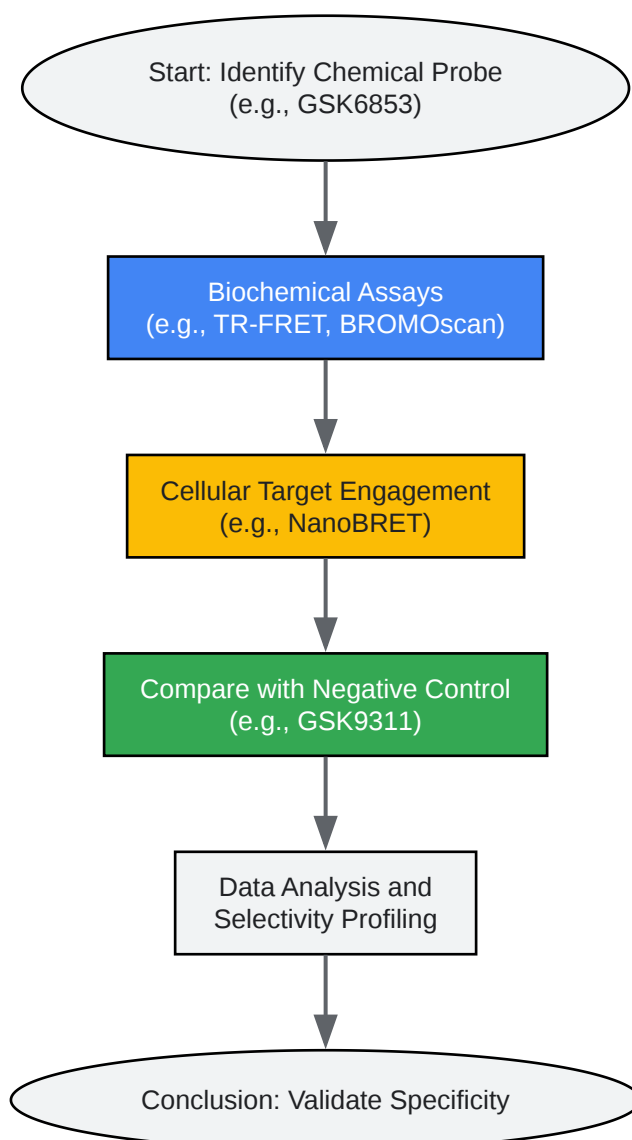 Start: Identify Chemical Probe
(e.g., GSK6853)
Biochemical Assays
(e.g., TR-FRET, BROMOscan)
Cellular Target Engagement
(e.g., NanoBRET)
Compare with Negative Control
(e.g., GSK9311)
Data Analysis and
Selectivity Profiling
Conclusion: Validate Specificity